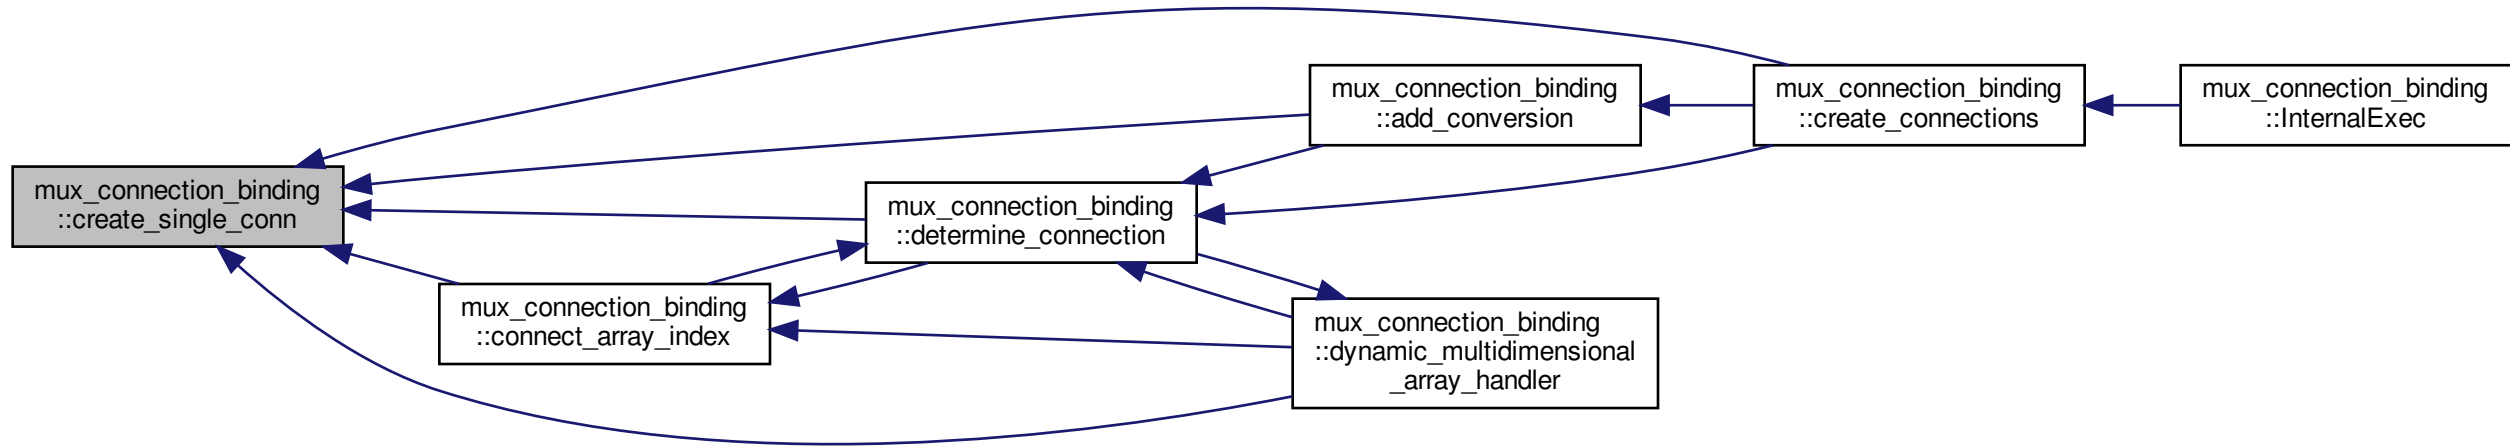 mux_connection_binding
::create_single_conn
mux_connection_binding
::connect_array_index
mux_connection_binding
::determine_connection
mux_connection_binding
::add_conversion
mux_connection_binding
::dynamic_multidimensional
_array_handler
mux_connection_binding
::create_connections
mux_connection_binding
::InternalExec